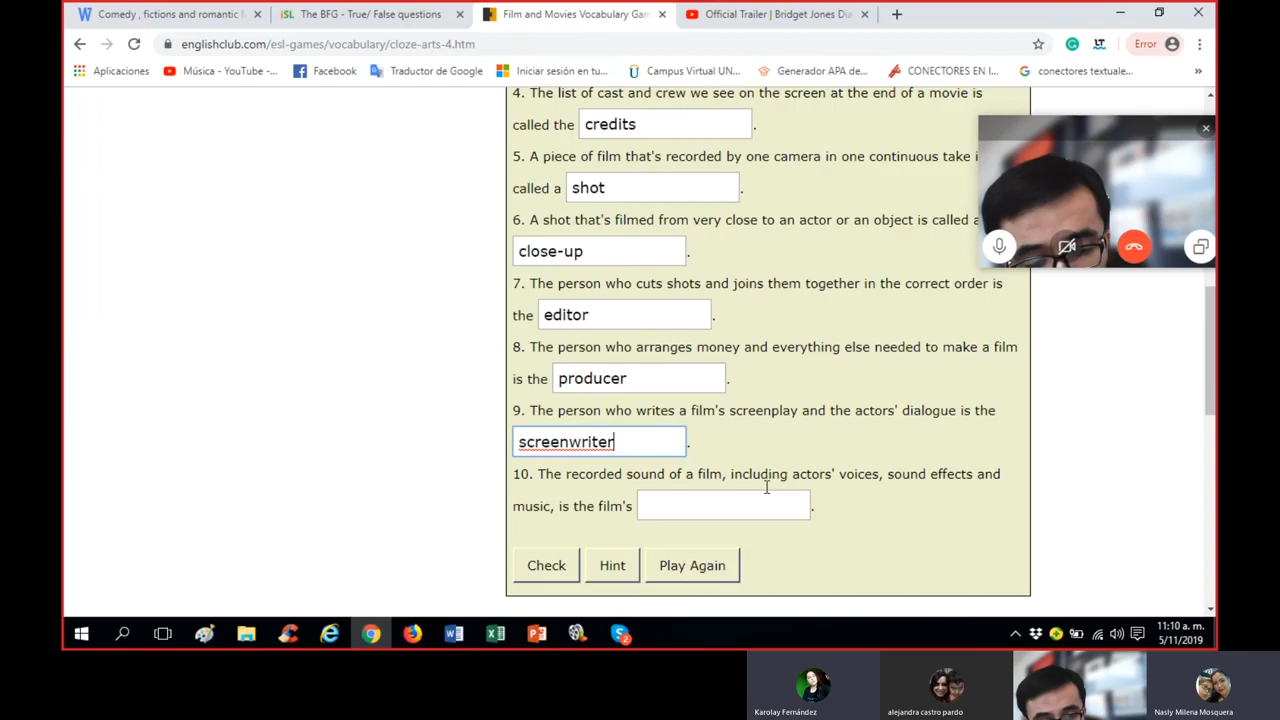 Comedy , fictions and romantic
The BFG - True/ False questions
Film and Movies Vocabulary Gam
Official Trailer | Bridget Jones Dia
englishclub.com/esl-games/vocabulary/cloze-arts-4.htm
Error
Aplicaciones
Música - YouTube -...
Facebook
Traductor de Google
Iniciar sesión en tu...
Campus Virtual UN...
Generador APA de...
CONECTORES EN I...
conectores textuale...
»
4. The list of cast and crew we see on the screen at the end of a movie is
called the credits .
5. A piece of film that's recorded by one camera in one continuous take i
called a shot .
6. A shot that's filmed from very close to an actor or an object is called a
close-up .
7. The person who cuts shots and joins them together in the correct order is
the editor .
8. The person who arranges money and everything else needed to make a film
is the producer .
9. The person who writes a film's screenplay and the actors' dialogue is the
screenwriter .
10. The recorded sound of a film, including actors' voices, sound effects and
music, is the film's .
Check Hint Play Again
11:10 a. m.
5/11/2019
Karolay Fernández
alejandra castro pardo
Nasly Milena Mosquera